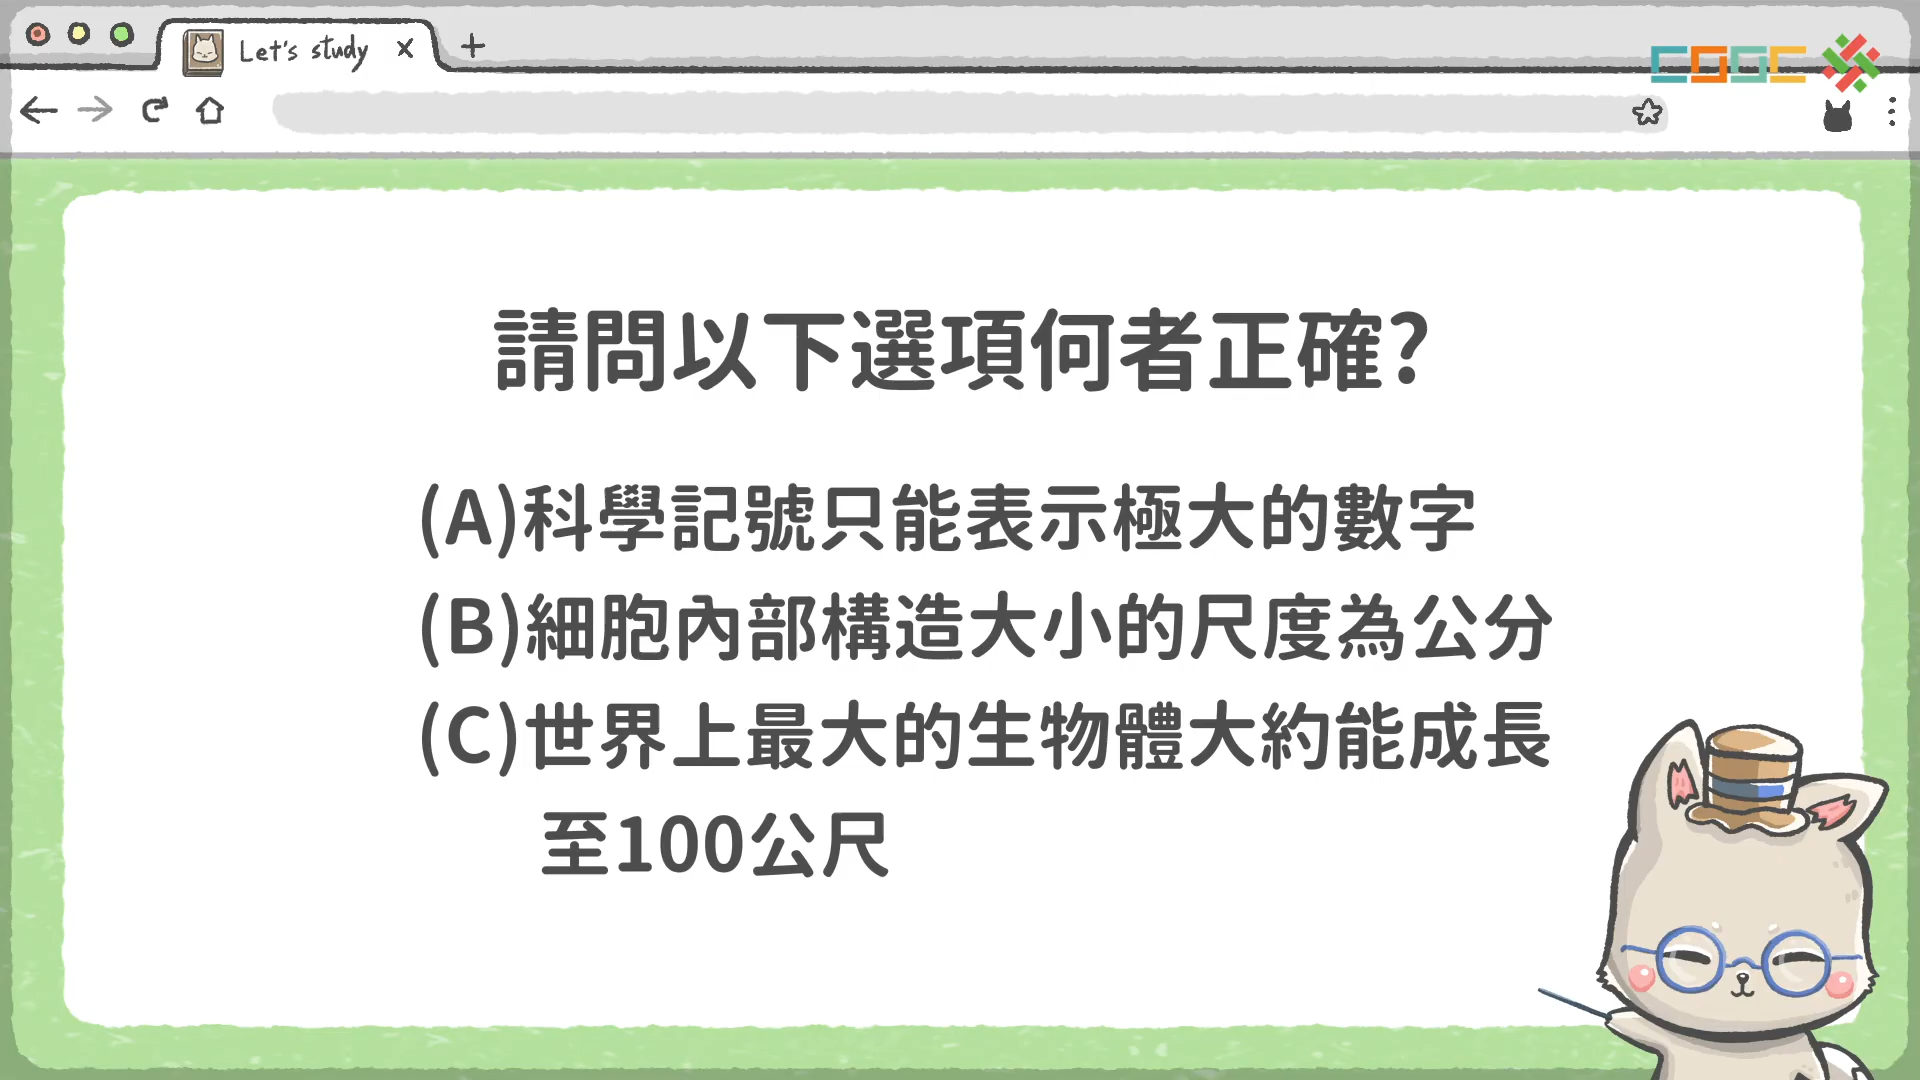 Let's study
COOC
請問以下選項何者正確?
(A)科學記號只能表示極大的數字
(B)細胞內部構造大小的尺度為公分
(C)世界上最大的生物體大約能成長
至100公尺